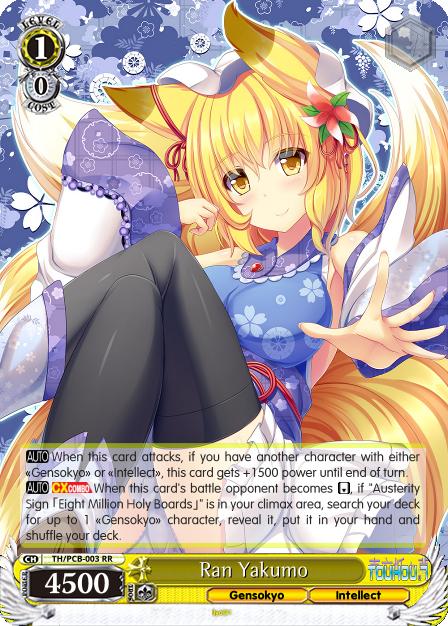 LEVEL
1
0
COST
AUTO When this card attacks, if you have another character with either
«Gensokyo» or «Intellect», this card gets +1500 power until end of turn.
AUTO CXCOMBO When this card's battle opponent becomes , if "Austerity
Sign ｢Eight Million Holy Boards｣" is in your climax area, search your deck
for up to 1 «Gensokyo» character, reveal it, put it in your hand and
shuffle your deck.
CH TH/PCB-003 RR
POWER 4500 SOUL Ran Yakumo
TOUHOU
Gensokyo Intellect